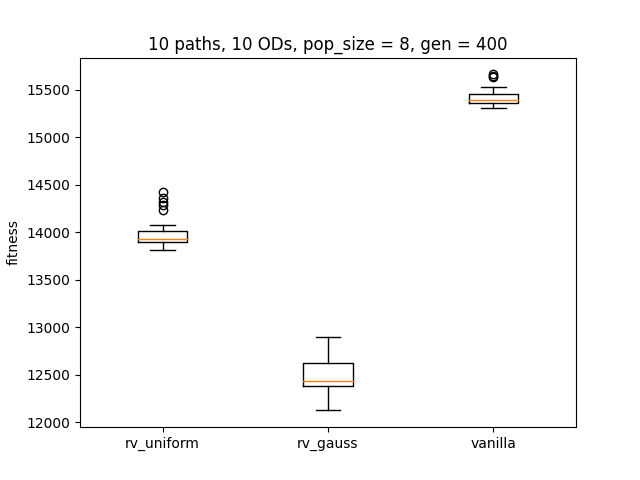 10 paths, 10 ODs, pop_size = 8, gen = 400
fitness
15500
15000
14500
14000
13500
13000
12500
12000
rv_uniform
rv_gauss
vanilla